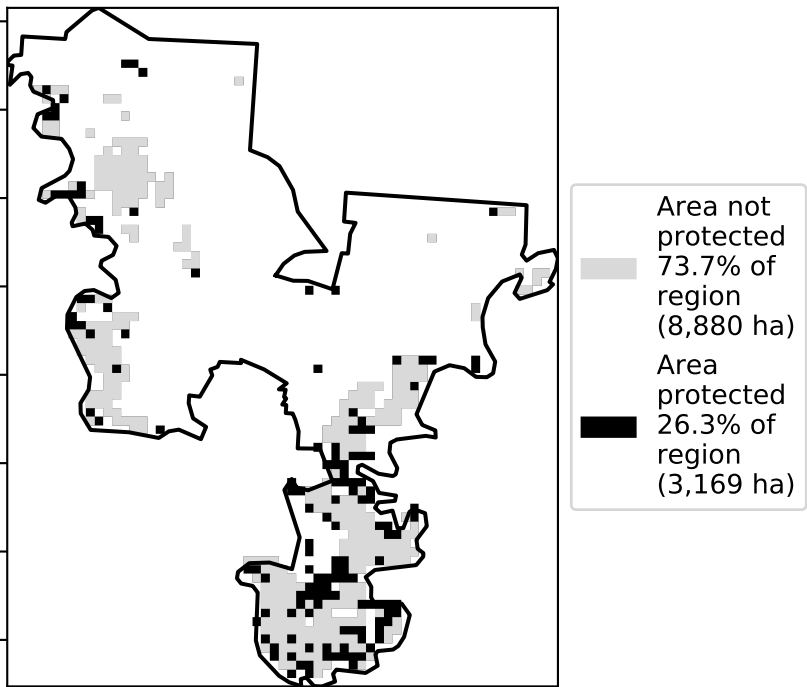 Area not
protected
73.7% of
region
(8,880 ha)
Area
protected
26.3% of
region
(3,169 ha)